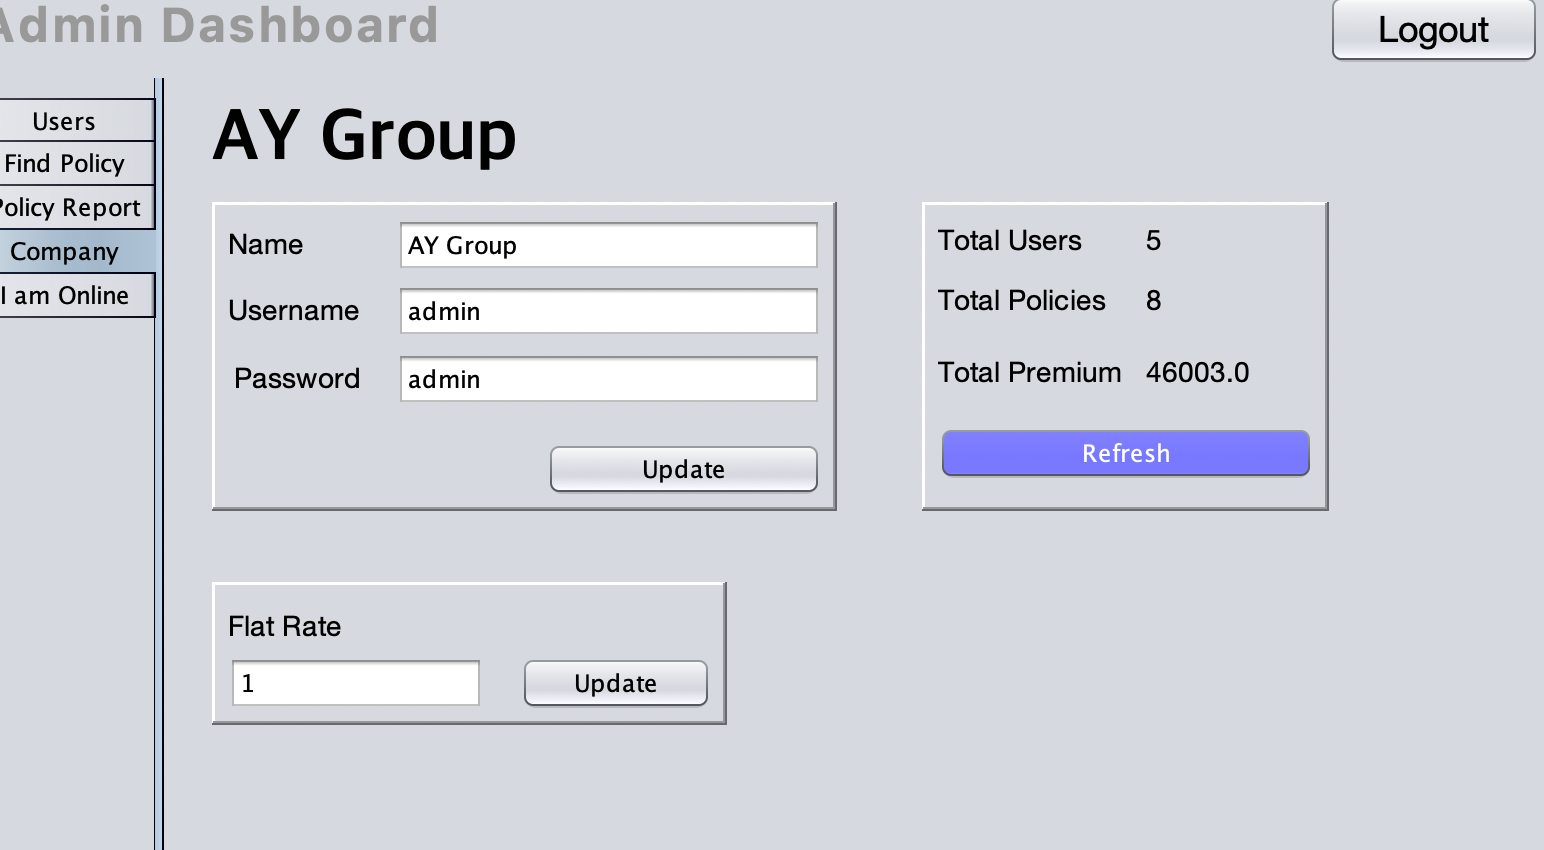 Admin Dashboard
Logout
Users
Find Policy
Policy Report
Company
I am Online
AY Group
Name AY Group
Username admin
Password admin
Update
Total Users 5
Total Policies 8
Total Premium 46003.0
Refresh
Flat Rate
1 Update